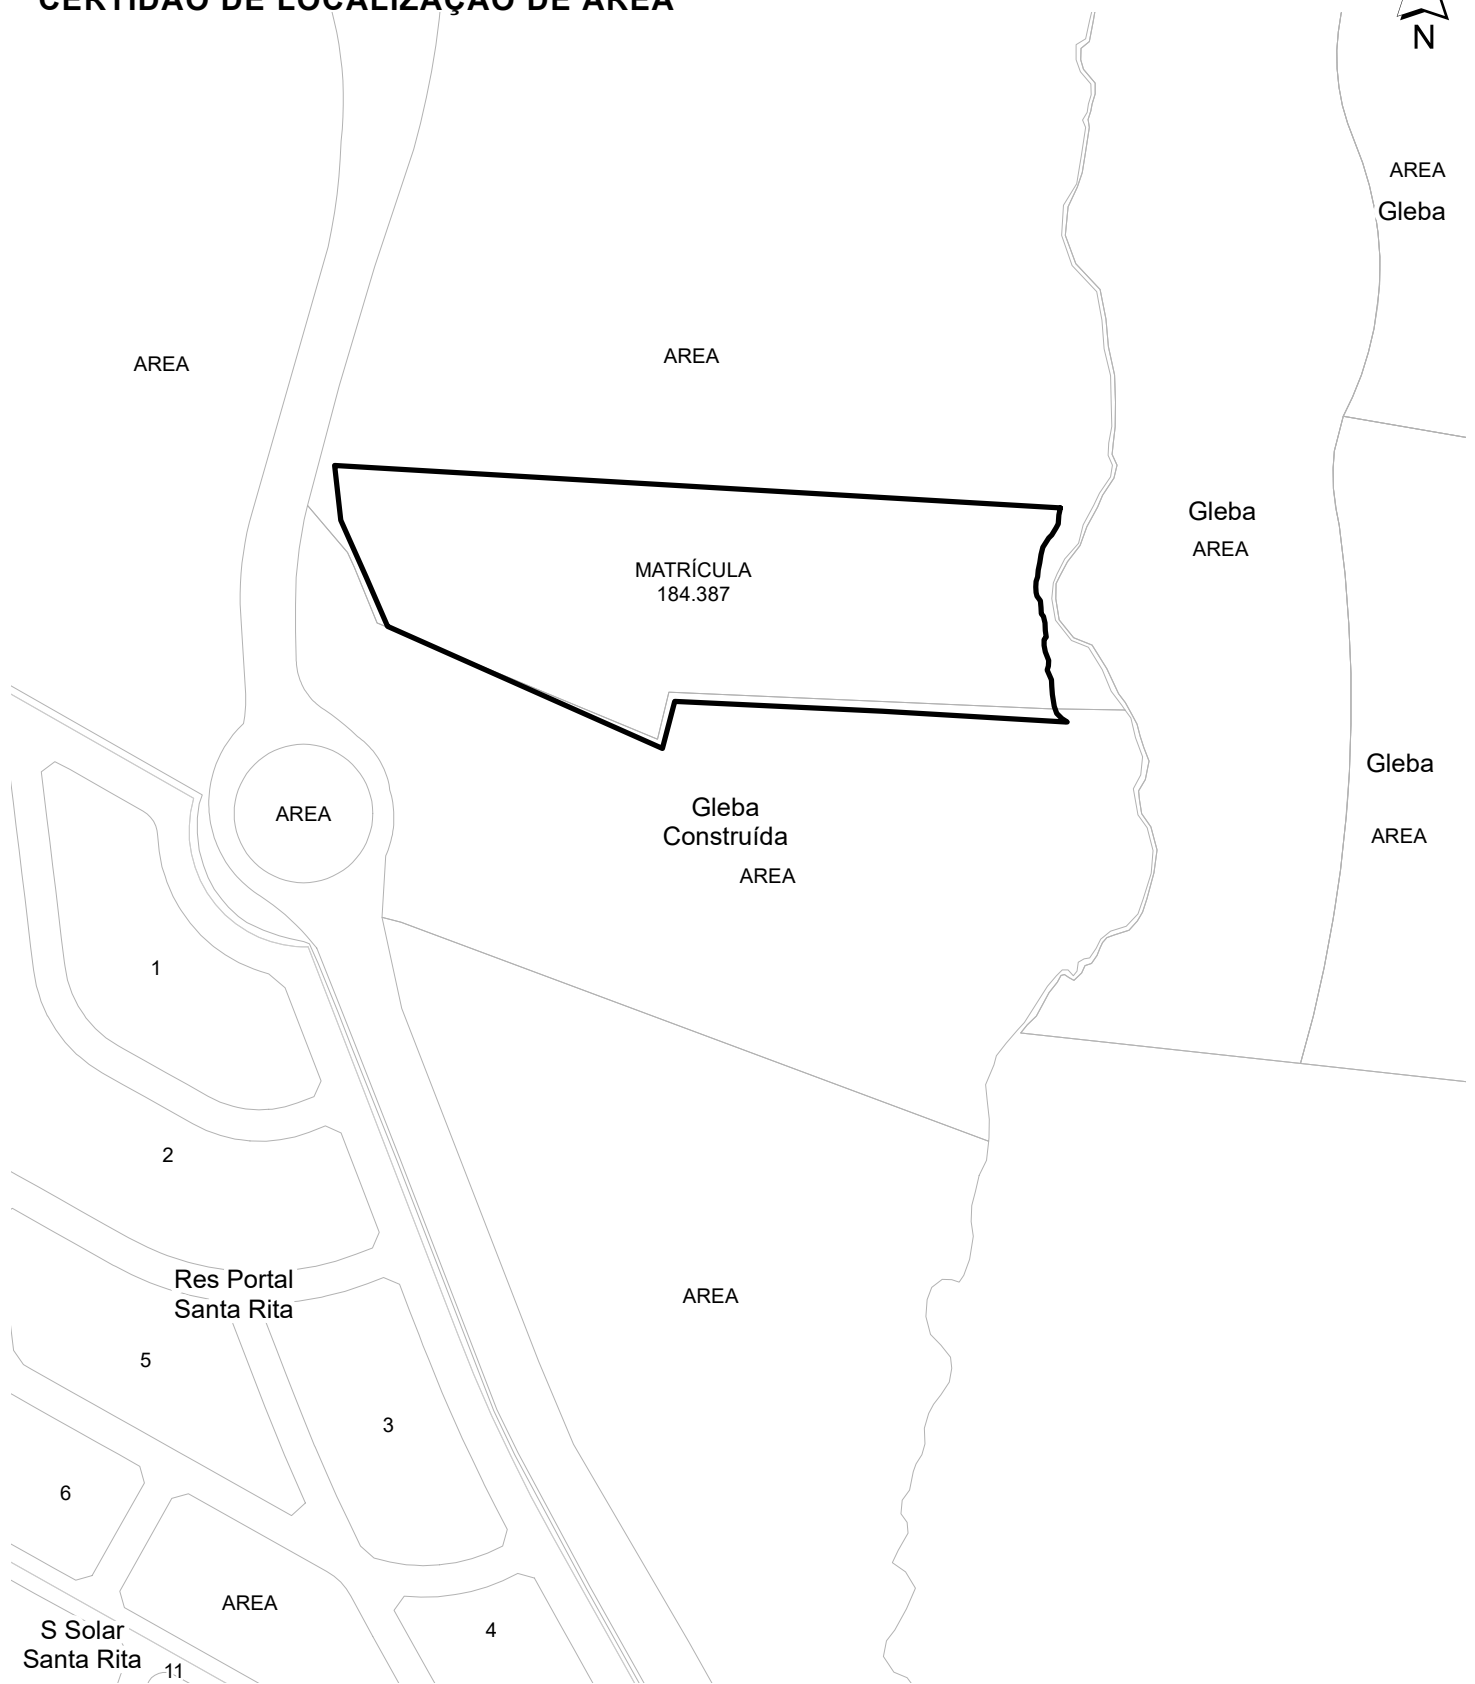 CERTIDÃO DE LOCALIZAÇÃO DE ÁREA
N
AREA
Gleba
AREA
AREA
Gleba
AREA
MATRÍCULA
184.387
Gleba
AREA
AREA
Gleba
Construída
AREA
1
2
Res Portal
Santa Rita
AREA
5
3
6
AREA
4
S Solar
Santa Rita
11